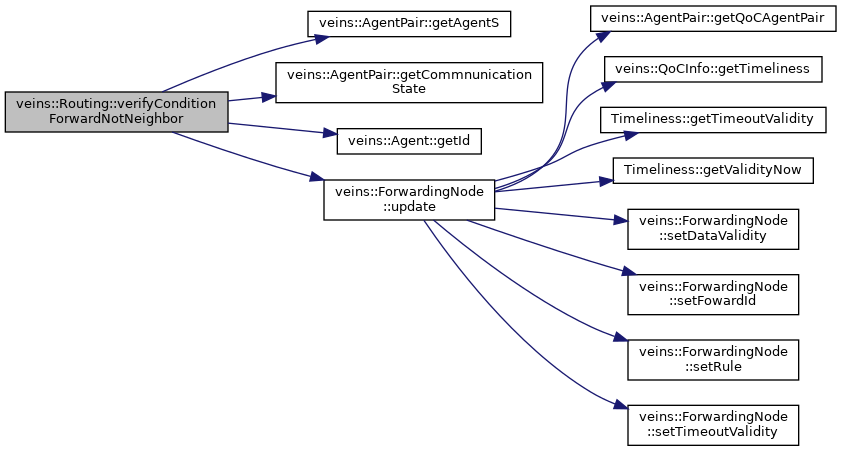 veins::Routing::verifyCondition
ForwardNotNeighbor
veins::AgentPair::getAgentS
veins::AgentPair::getCommnunication
State
veins::Agent::getId
veins::ForwardingNode
::update
veins::AgentPair::getQoCAgentPair
veins::QoCInfo::getTimeliness
Timeliness::getTimeoutValidity
Timeliness::getValidityNow
veins::ForwardingNode
::setDataValidity
veins::ForwardingNode
::setFowardId
veins::ForwardingNode
::setRule
veins::ForwardingNode
::setTimeoutValidity